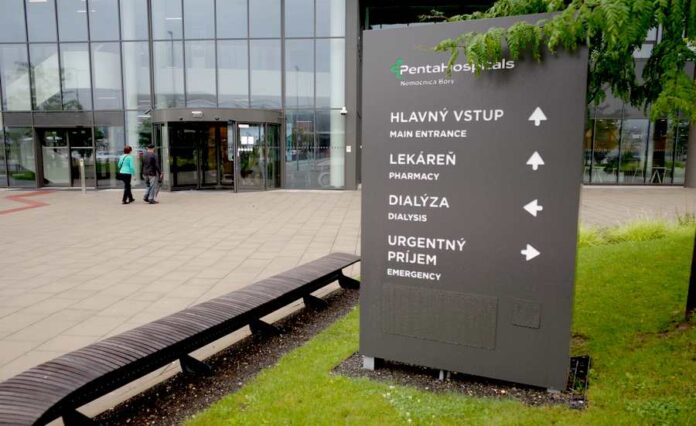 PentaHospitals
Nemocnica Bory
HLAVNÝ VSTUP
MAIN ENTRANCE
LEKÁREŇ
PHARMACY
DIALÝZA
DIALYSIS
URGENTNÝ
PRÍJEM
EMERGENCY